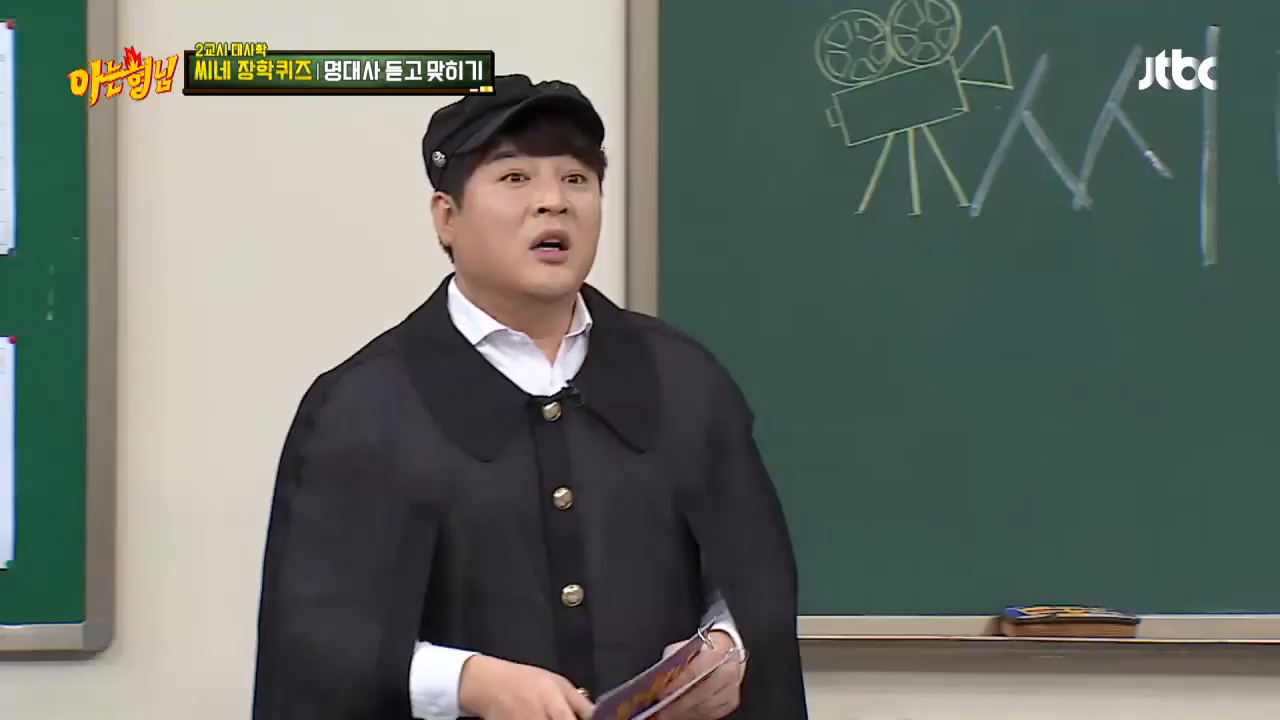 아는형님
2교시 대사학
씨네 장학퀴즈 | 명대사 듣고 맞히기
jtbc
씨